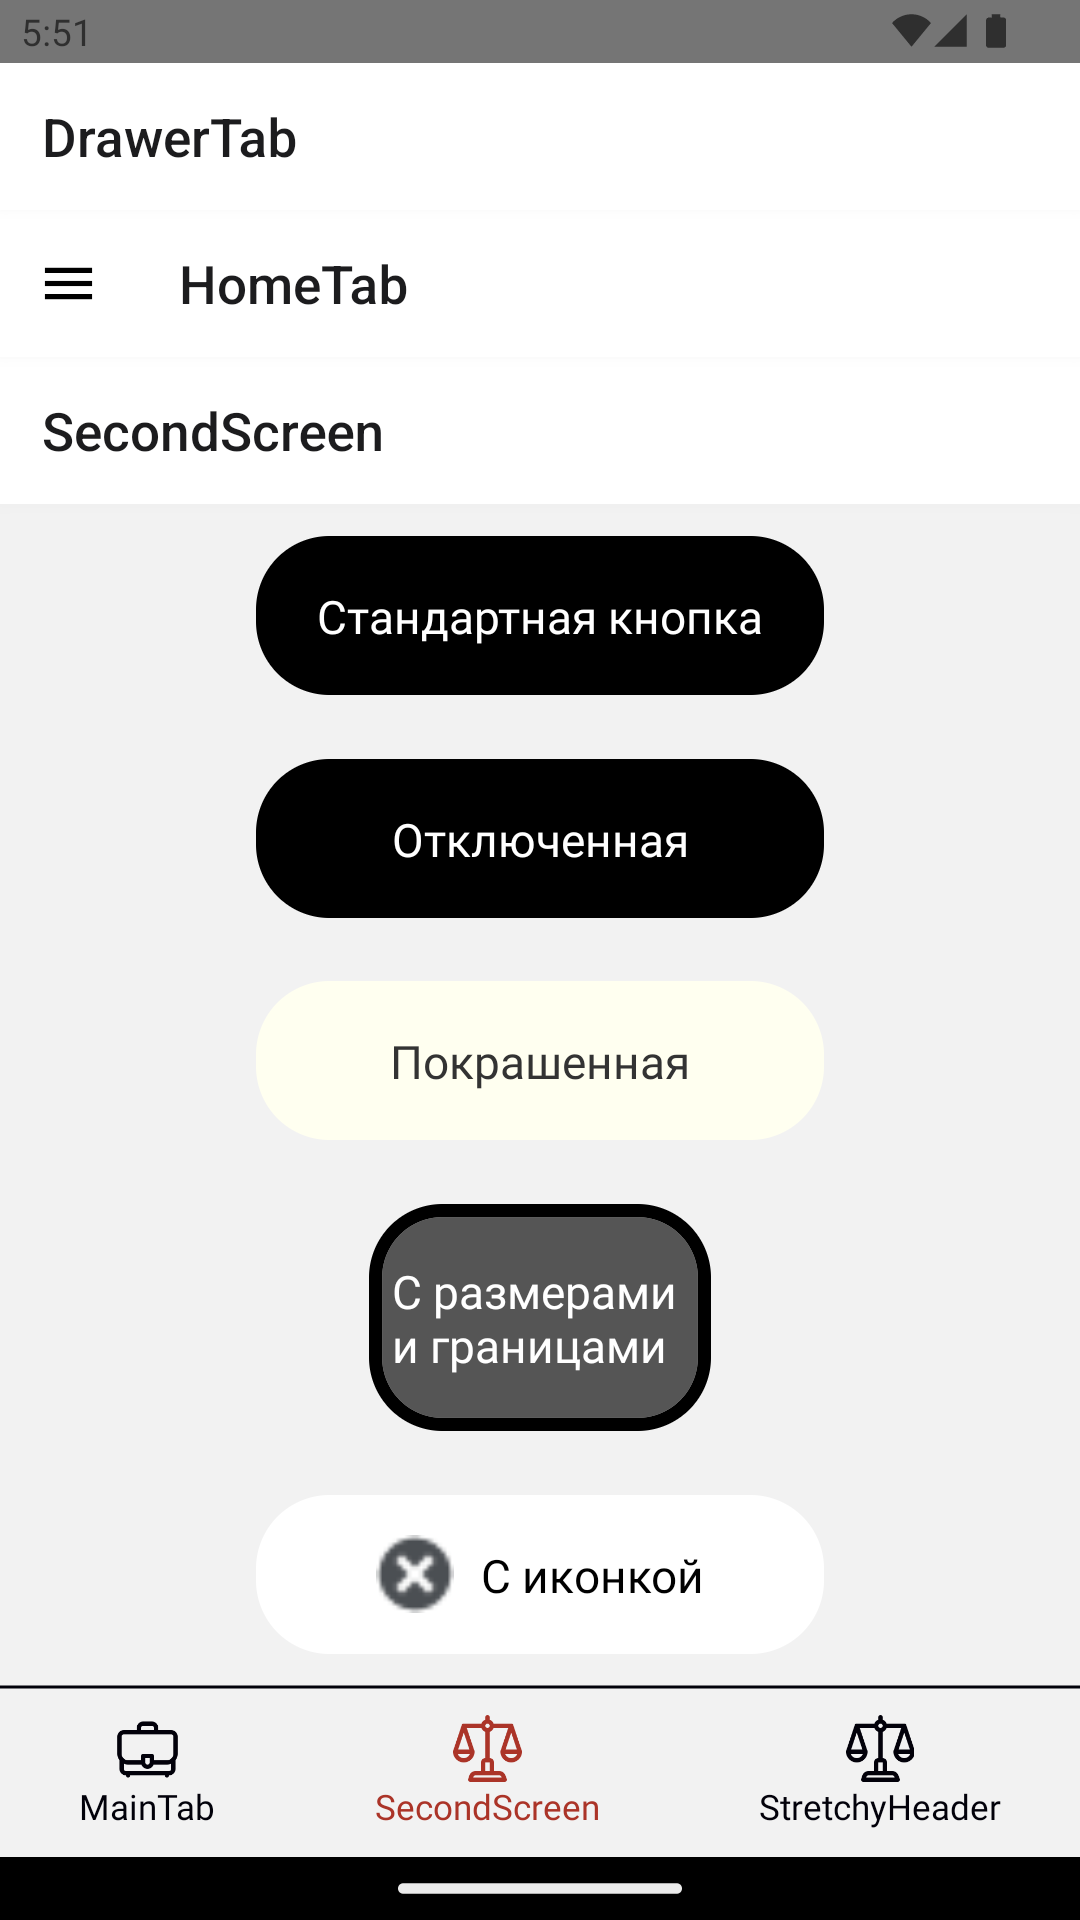 5:51
DrawerTab
HomeTab
SecondScreen
Стандартная кнопка
Отключенная
Покрашенная
С размерами
и границами
С иконкой
MainTab
SecondScreen
StretchyHeader